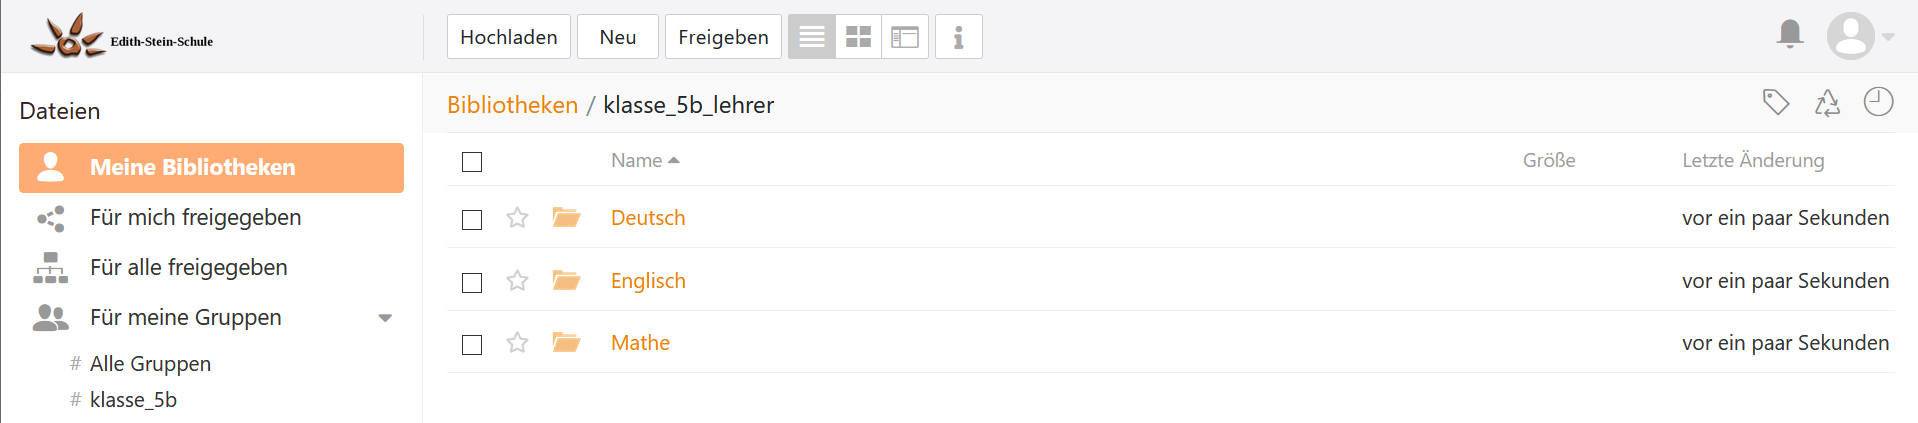 Edith-Stein-Schule
Hochladen Neu Freigeben
Dateien
Meine Bibliotheken
Für mich freigegeben
Für alle freigegeben
Für meine Gruppen
# Alle Gruppen
# klasse_5b
Bibliotheken / klasse_5b_lehrer
Name Größe Letzte Änderung
Deutsch vor ein paar Sekunden
Englisch vor ein paar Sekunden
Mathe vor ein paar Sekunden